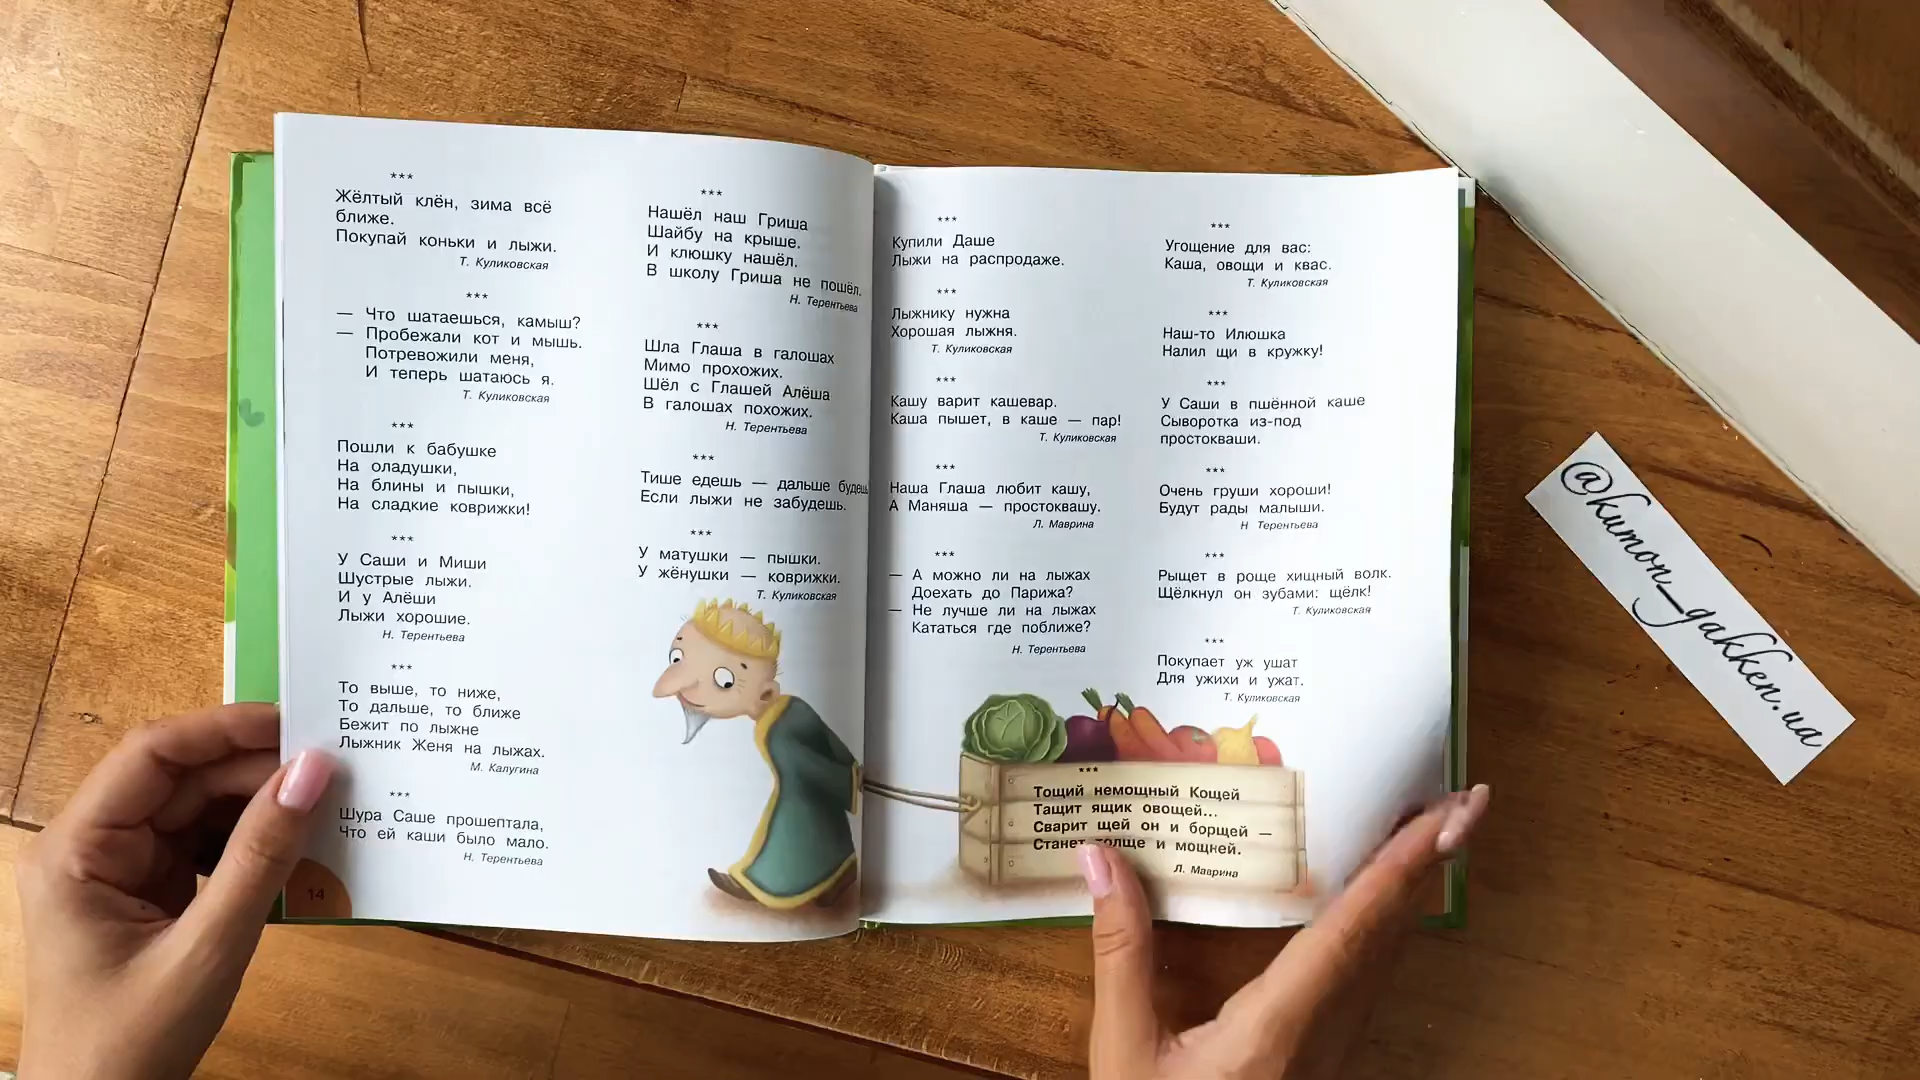 ***
Жёлтый клён, зима всё
ближе.
Покупай коньки и лыжи.
Т. Куликовская
***
— Что шатаешься, камыш?
— Пробежали кот и мышь.
Потревожили меня,
И теперь шатаюсь я.
Т. Куликовская
***
Пошли к бабушке
На оладушки,
На блины и пышки,
На сладкие коврижки!
***
У Саши и Миши
Шустрые лыжи.
И у Алёши
Лыжи хорошие.
Н. Терентьева
***
То выше, то ниже,
То дальше, то ближе
Бежит по лыжне
Лыжник Женя на лыжах.
М. Калугина
***
Шура Саше прошептала,
Что ей каши было мало.
Н. Терентьева
14
***
Нашёл наш Гриша
Шайбу на крыше.
И клюшку нашёл.
В школу Гриша не пошёл.
Н. Терентьева
***
Шла Глаша в галошах
Мимо прохожих.
Шёл с Глашей Алёша
В галошах похожих.
Н. Терентьева
***
Тише едешь — дальше будешь
Если лыжи не забудешь.
***
У матушки — пышки.
У жёнушки — коврижки.
Т. Куликовская
***
Купили Даше
Лыжи на распродаже.
***
Лыжнику нужна
Хорошая лыжня.
Т. Куликовская
***
Кашу варит кашевар.
Каша пышет, в каше — пар!
Т. Куликовская
***
Наша Глаша любит кашу,
А Маняша — простоквашу.
Л. Маврина
***
— А можно ли на лыжах
Доехать до Парижа?
— Не лучше ли на лыжах
Кататься где поближе?
Н. Терентьева
***
Угощение для вас:
Каша, овощи и квас.
Т. Куликовская
***
Наш-то Илюшка
Налил щи в кружку!
***
У Саши в пшённой каше
Сыворотка из-под
простокваши.
***
Очень груши хороши!
Будут рады малыши.
Н Терентьева
***
Рыщет в роще хищный волк.
Щёлкнул он зубами: щёлк!
Т. Куликовская
***
Покупает уж ушат
Для ужихи и ужат.
Т. Куликовская
***
Тощий немощный Кощей
Тащит ящик овощей...
Сварит щей он и борщей —
Станет толще и мощней.
Л. Маврина
@kumon_gakken.ua